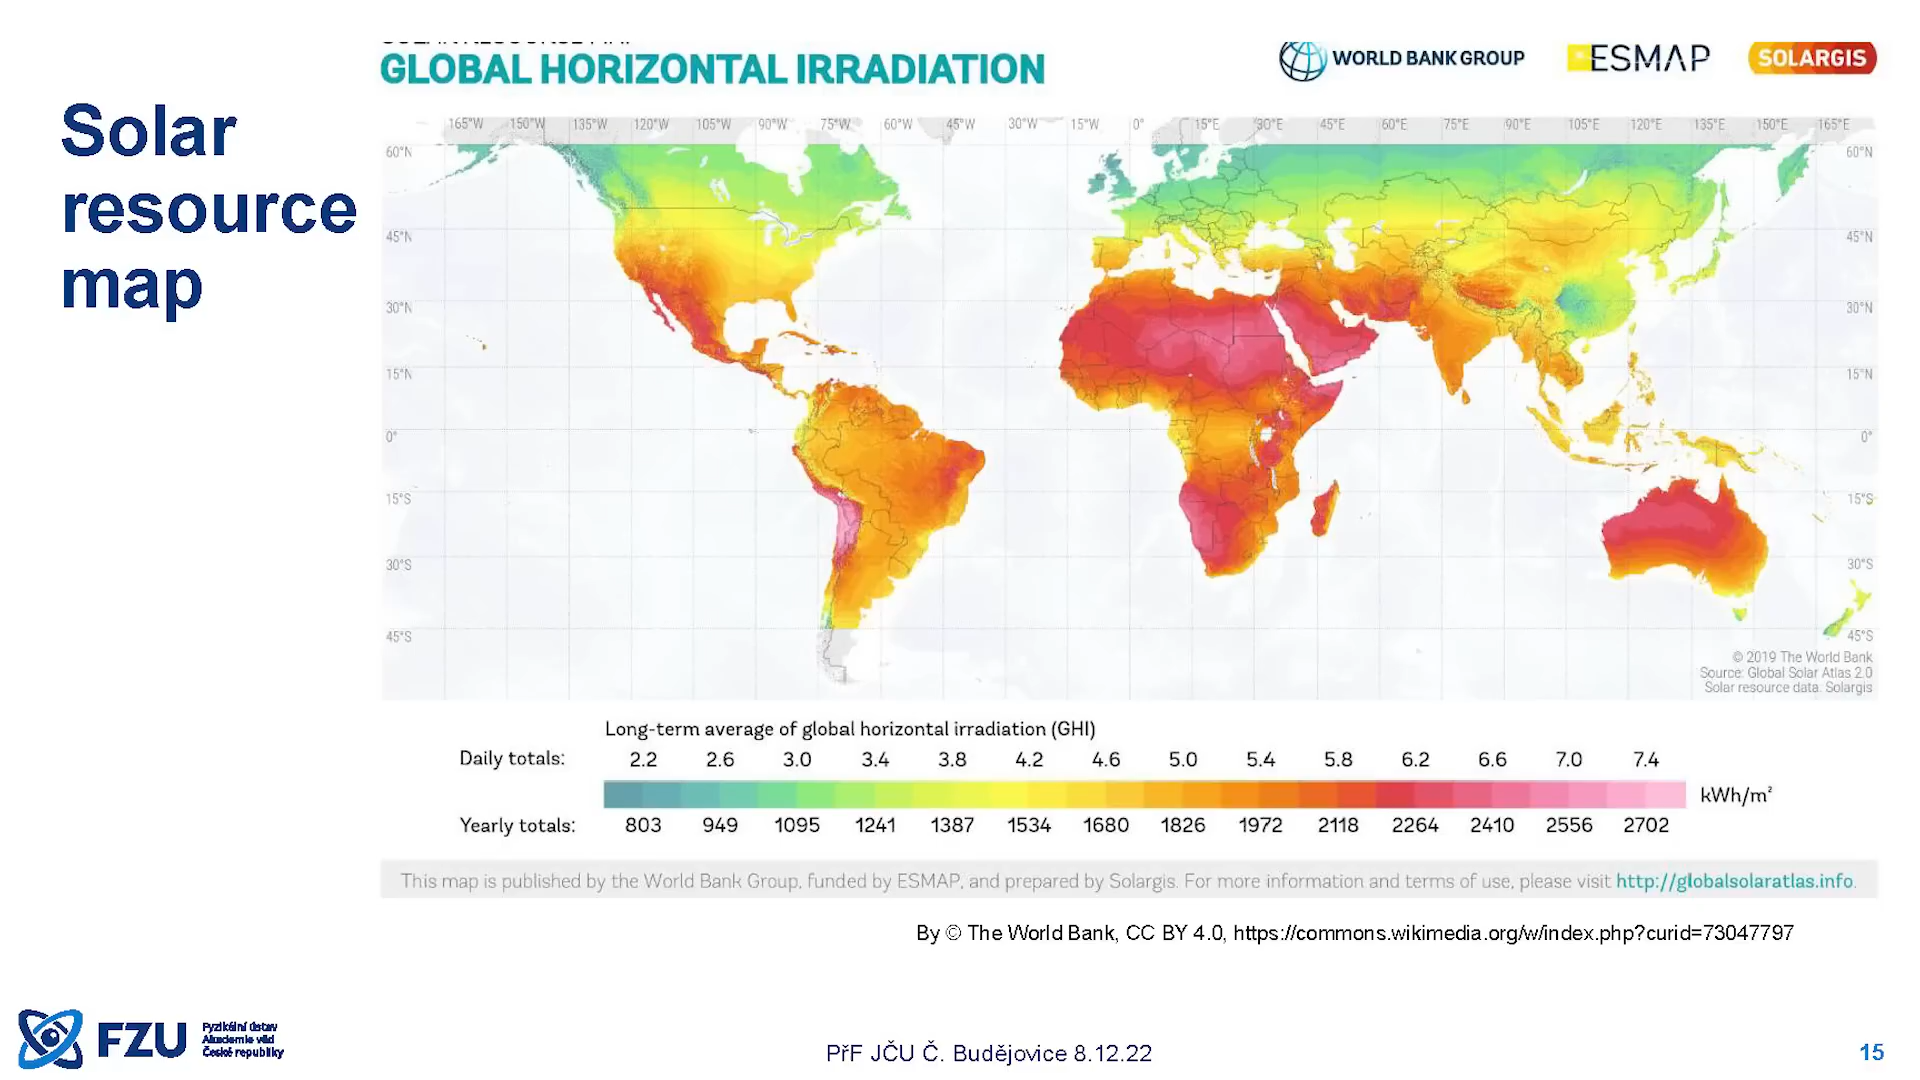 Solar
resource
map
GLOBAL HORIZONTAL IRRADIATION
WORLD BANK GROUP
ESMAP
SOLARGIS
165°W 150°W 135°W 120°W 105°W 90°W 75°W 60°W 45°W 30°W 15°W 0° 15°E 30°E 45°E 60°E 75°E 90°E 105°E 120°E 135°E 150°E 165°E
60°N 60°N
45°N 45°N
30°N 30°N
15°N 15°N
0° 0°
15°S 15°S
30°S 30°S
45°S 45°S
© 2019 The World Bank
Source: Global Solar Atlas 2.0
Solar resource data: Solargis
Long-term average of global horizontal irradiation (GHI)
Daily totals: 2.2 2.6 3.0 3.4 3.8 4.2 4.6 5.0 5.4 5.8 6.2 6.6 7.0 7.4
kWh/m²
Yearly totals: 803 949 1095 1241 1387 1534 1680 1826 1972 2118 2264 2410 2556 2702
This map is published by the World Bank Group, funded by ESMAP, and prepared by Solargis. For more information and terms of use, please visit http://globalsolaratlas.info.
By © The World Bank, CC BY 4.0, https://commons.wikimedia.org/w/index.php?curid=73047797
FZU
Fyzikální ústav
Akademie věd
České republiky
PřF JČU Č. Budějovice 8.12.22
15